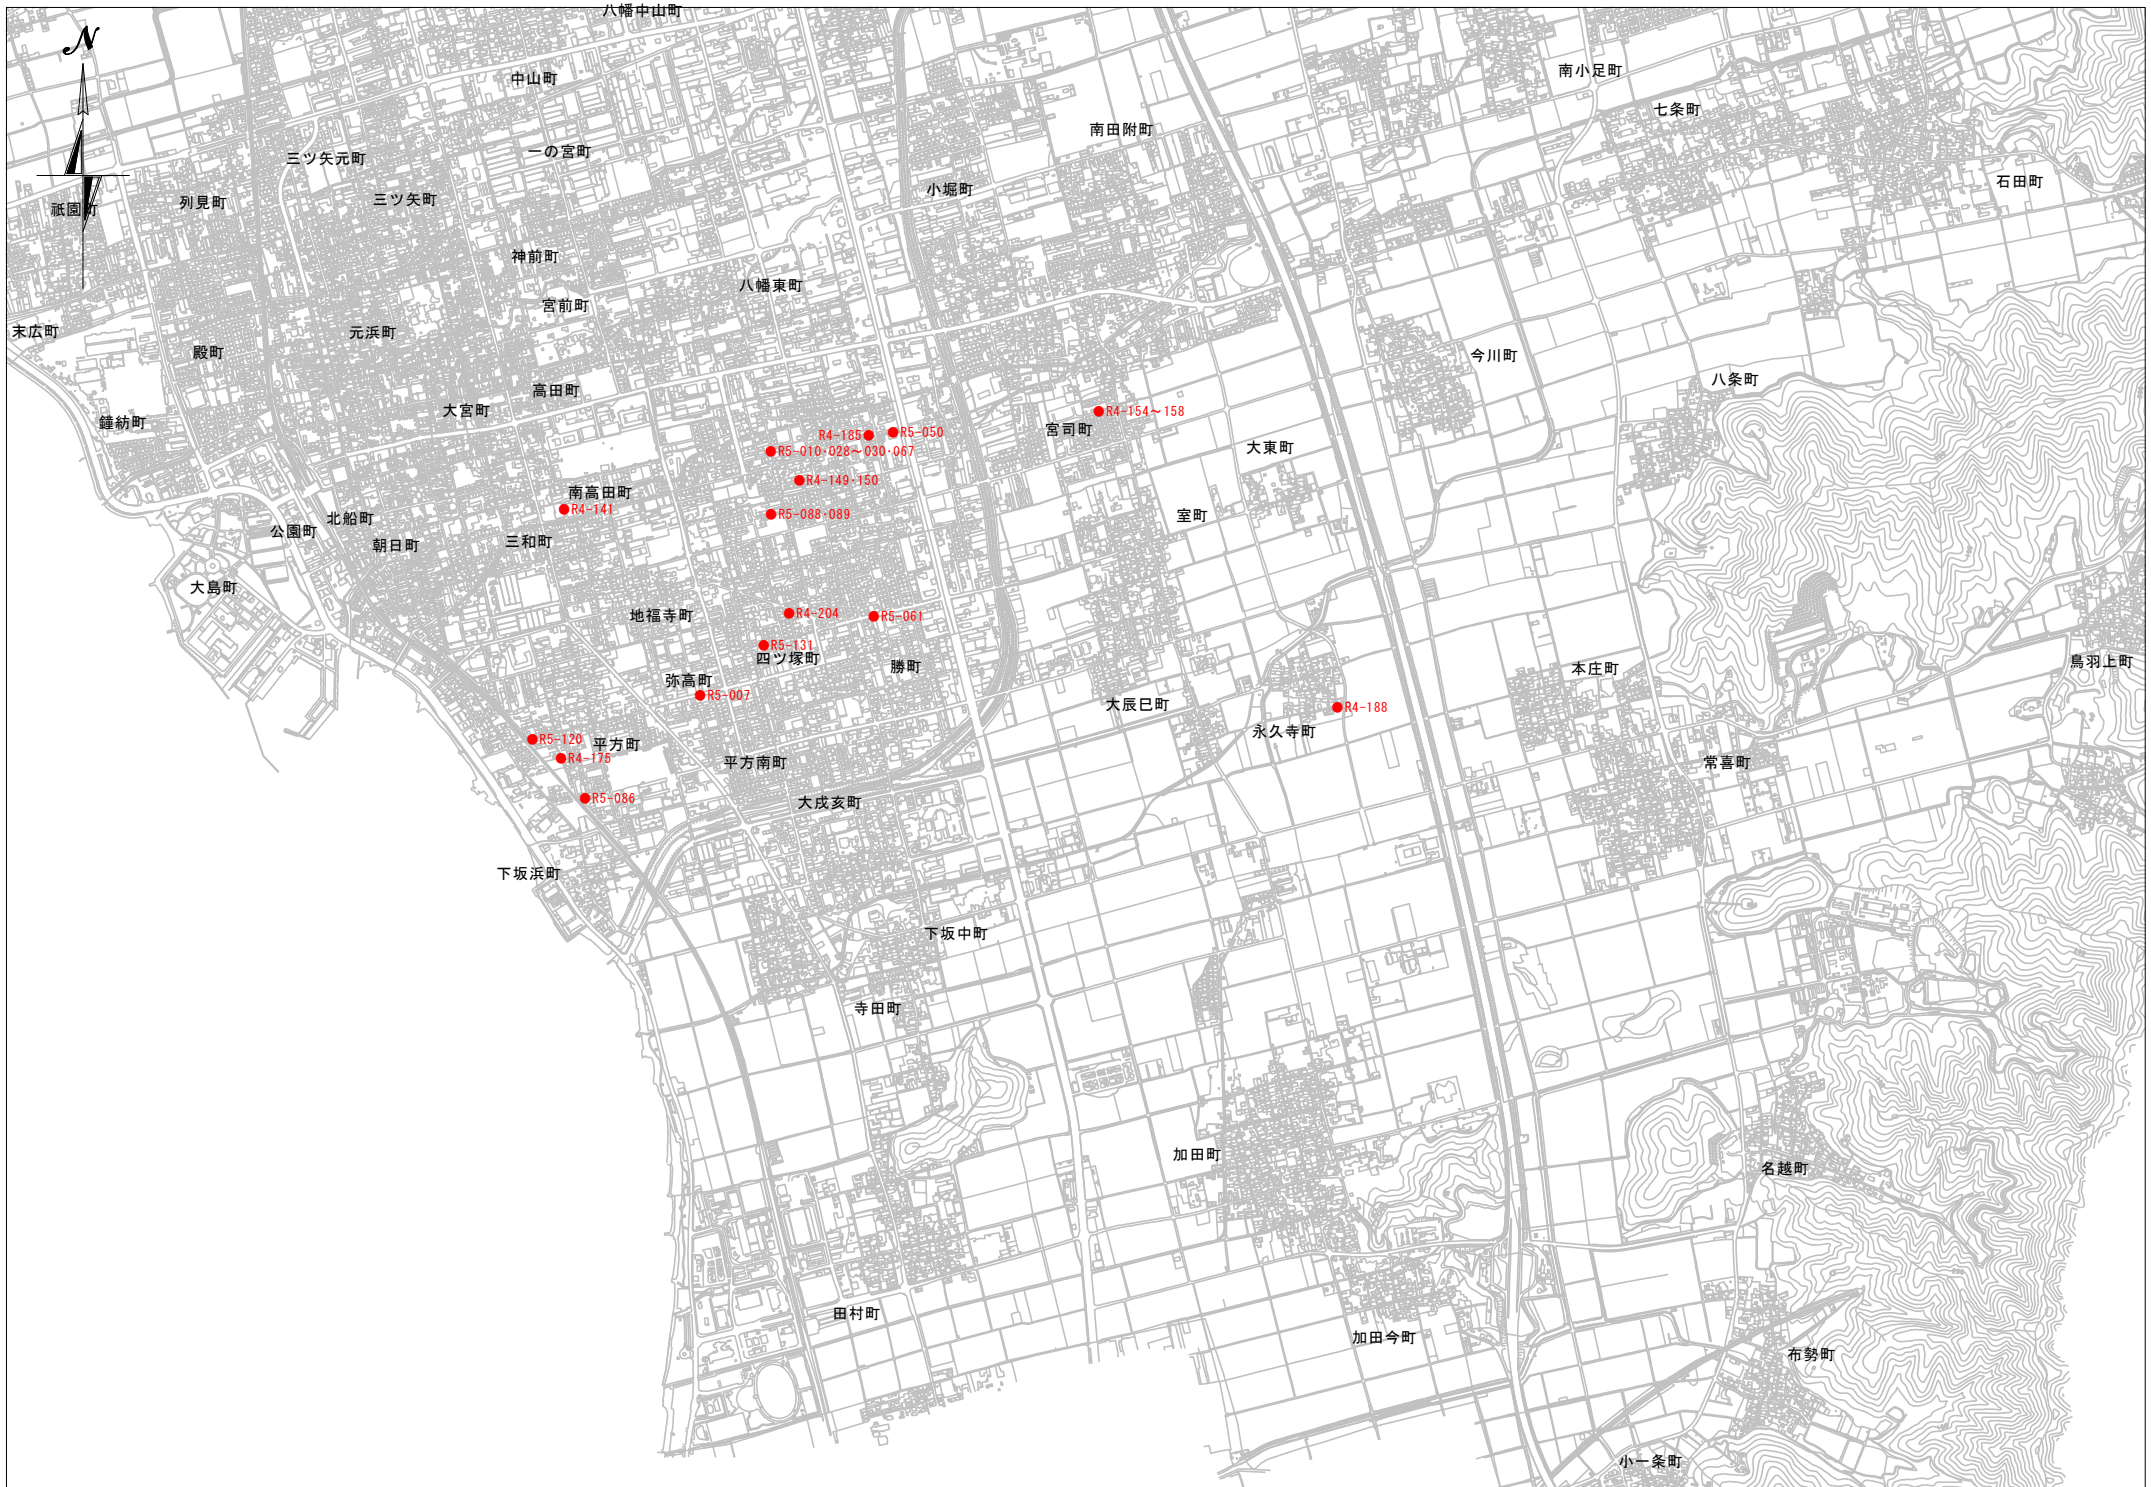 八幡中山町
N
中山町
南小足町
七条町
南田附町
一の宮町
三ツ矢元町
石田町
小堀町
三ツ矢町
列見町
祇園町
神前町
八幡東町
宮前町
末広町
元浜町
殿町
今川町
八条町
高田町
大宮町
R4-154～158
鐘紡町
宮司町
R4-185
R5-050
大東町
R5-010・028～030・067
R4-149・150
南高田町
R4-141
R5-088・089
室町
北船町
公園町
三和町
朝日町
大島町
地福寺町
R4-204
R5-061
R5-131
四ツ塚町
勝町
本庄町
鳥羽上町
弥高町
R5-007
大辰巳町
R4-188
永久寺町
R5-120
平方町
R4-175
平方南町
常喜町
R5-086
大戌亥町
下坂浜町
下坂中町
寺田町
加田町
名越町
田村町
加田今町
布勢町
小一条町